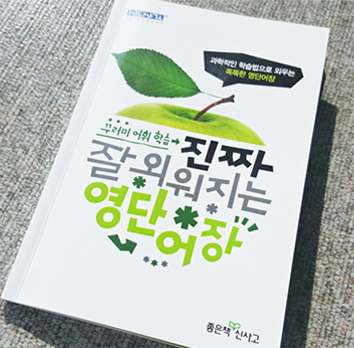 과학적인 학습법으로 외우는
똑똑한 영단어장
꾸러미 어휘 학습
진짜
잘 외워지는
영단
어장
좋은책 신사고